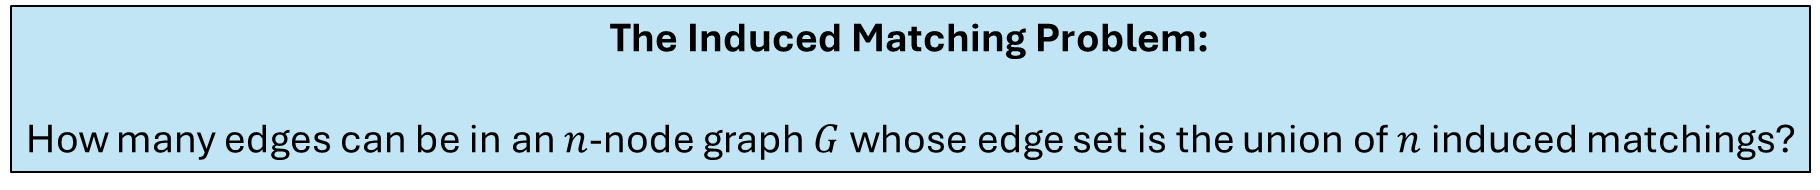 The Induced Matching Problem:
How many edges can be in an 𝑛-node graph 𝐺 whose edge set is the union of 𝑛 induced matchings?